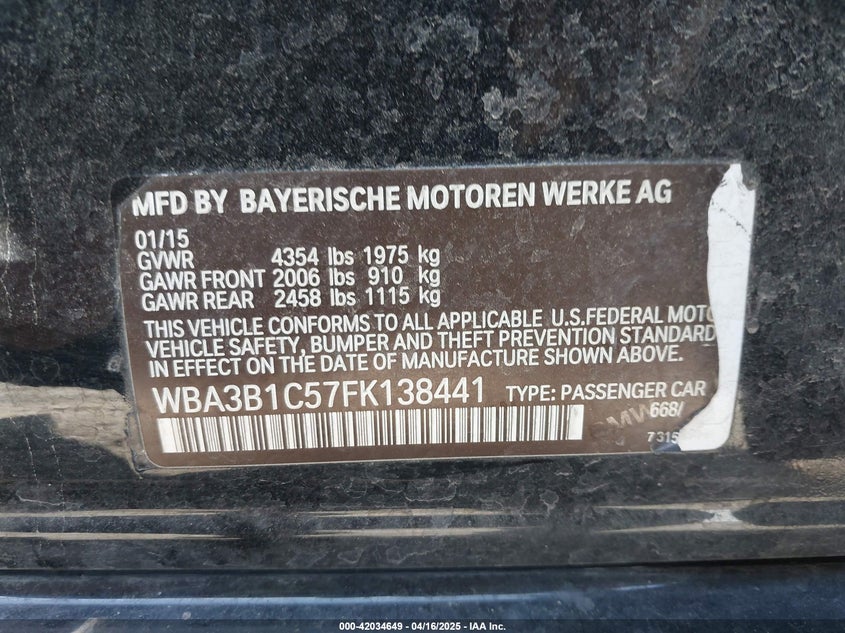 MFD BY BAYERISCHE MOTOREN WERKE AG
01/15
GVWR 4354 lbs 1975 kg
GAWR FRONT 2006 lbs 910 kg
GAWR REAR 2458 lbs 1115 kg
THIS VEHICLE CONFORMS TO ALL APPLICABLE U.S.FEDERAL MOTO
VEHICLE SAFETY, BUMPER AND THEFT PREVENTION STANDARD
IN EFFECT ON THE DATE OF MANUFACTURE SHOWN ABOVE.
WBA3B1C57FK138441 TYPE: PASSENGER CAR
668/
7315
000-42034649 - 04/16/2025 - IAA Inc.